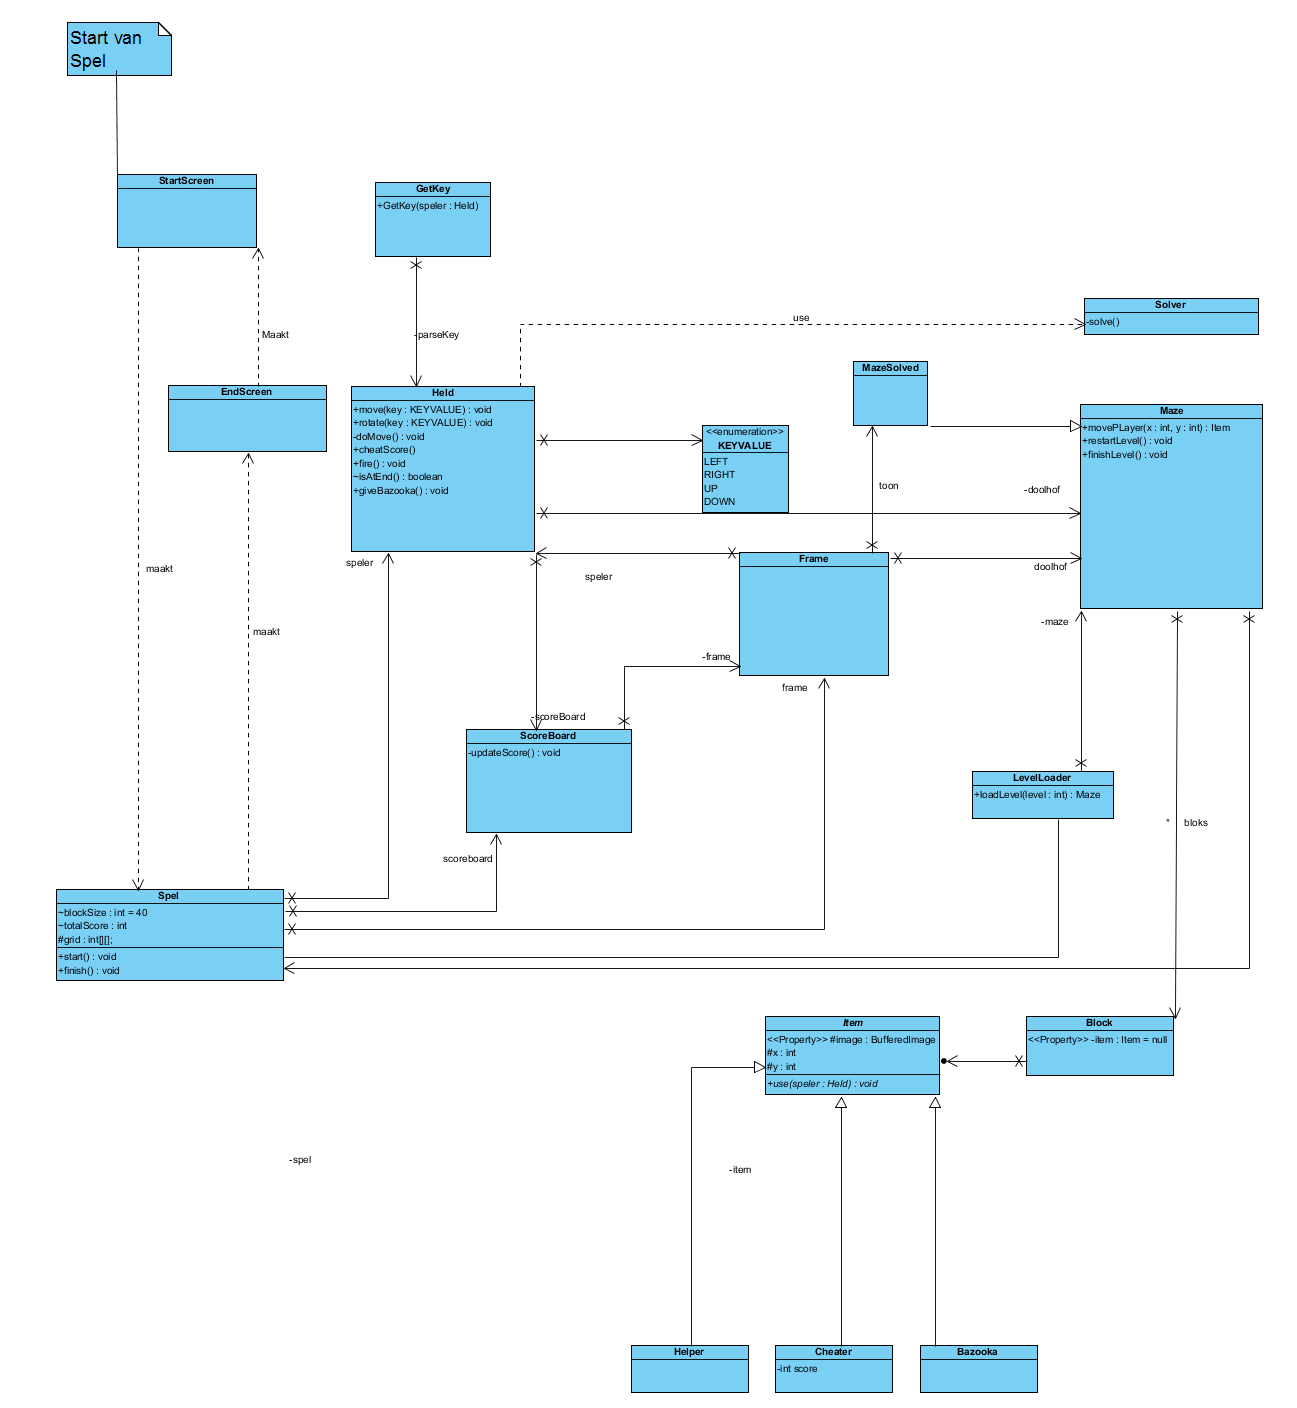 Start van
Spel
StartScreen
GetKey
+GetKey(speler : Held)
Maakt
-parseKey
use
Solver
-solve()
EndScreen
Held
+move(key : KEYVALUE) : void
+rotate(key : KEYVALUE) : void
-doMove() : void
+cheatScore()
+fire() : void
~isAtEnd() : boolean
+giveBazooka() : void
<<enumeration>>
KEYVALUE
LEFT
RIGHT
UP
DOWN
MazeSolved
Maze
+movePLayer(x : int, y : int) : Item
+restartLevel() : void
+finishLevel() : void
toon
-doolhof
speler
speler
Frame
doolhof
maakt
maakt
-maze
-frame
frame
-scoreBoard
ScoreBoard
-updateScore() : void
LevelLoader
+loadLevel(level : int) : Maze
* bloks
scoreboard
Spel
~blockSize : int = 40
~totalScore : int
#grid : int[][];
+start() : void
+finish() : void
Item
<<Property>> #image : BufferedImage
#x : int
#y : int
+use(speler : Held) : void
Block
<<Property>> -item : Item = null
-spel
-item
Helper
Cheater
-int score
Bazooka